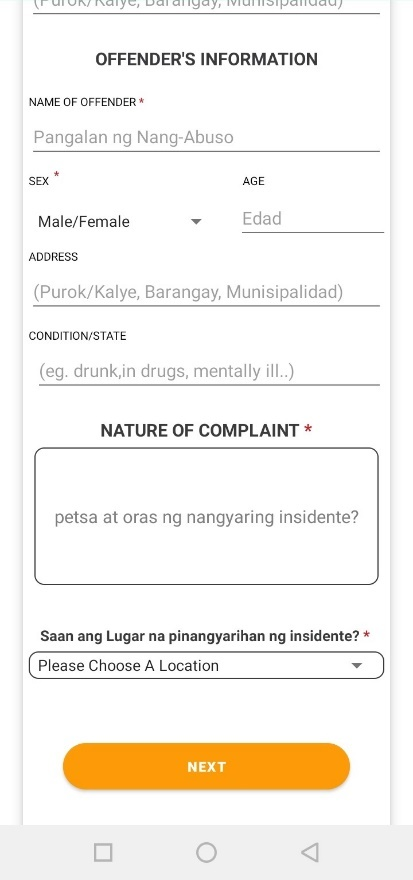 (Purok/Kalye, Barangay, Munisipalidad)
OFFENDER'S INFORMATION
NAME OF OFFENDER *
Pangalan ng Nang-Abuso
SEX * AGE
Male/Female Edad
ADDRESS
(Purok/Kalye, Barangay, Munisipalidad)
CONDITION/STATE
(eg. drunk,in drugs, mentally ill..)
NATURE OF COMPLAINT *
petsa at oras ng nangyaring insidente?
Saan ang Lugar na pinangyarihan ng insidente? *
Please Choose A Location
NEXT